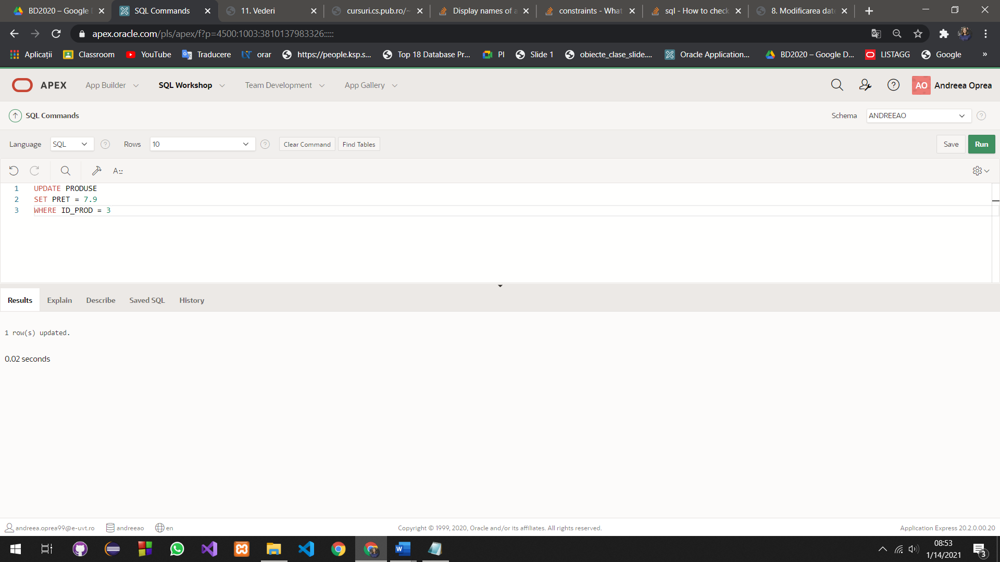 BD2020 – Google D
SQL Commands
11. Vederi
cursuri.cs.pub.ro/~
Display names of a
constraints - What
sql - How to check
8. Modificarea date
apex.oracle.com/pls/apex/f?p=4500:1003:3810137983326:::::
Aplicații
Classroom
YouTube
Traducere
orar
https://people.ksp.s...
Top 18 Database Pr...
PI
Slide 1
obiecte_clase_slide....
Oracle Application...
BD2020 – Google D...
LISTAGG
Google
»
APEX
App Builder
SQL Workshop
Team Development
App Gallery
AO
Andreea Oprea
SQL Commands
Schema
ANDREEAO
Language
SQL
Rows
10
Clear Command
Find Tables
Save
Run
1 UPDATE PRODUSE
2 SET PRET = 7.9
3 WHERE ID_PROD = 3
Results
Explain
Describe
Saved SQL
History
1 row(s) updated.
0.02 seconds
andreea.oprea99@e-uvt.ro
andreeao
en
Copyright © 1999, 2020, Oracle and/or its affiliates. All rights reserved.
Application Express 20.2.0.00.20
08:53
1/14/2021
3